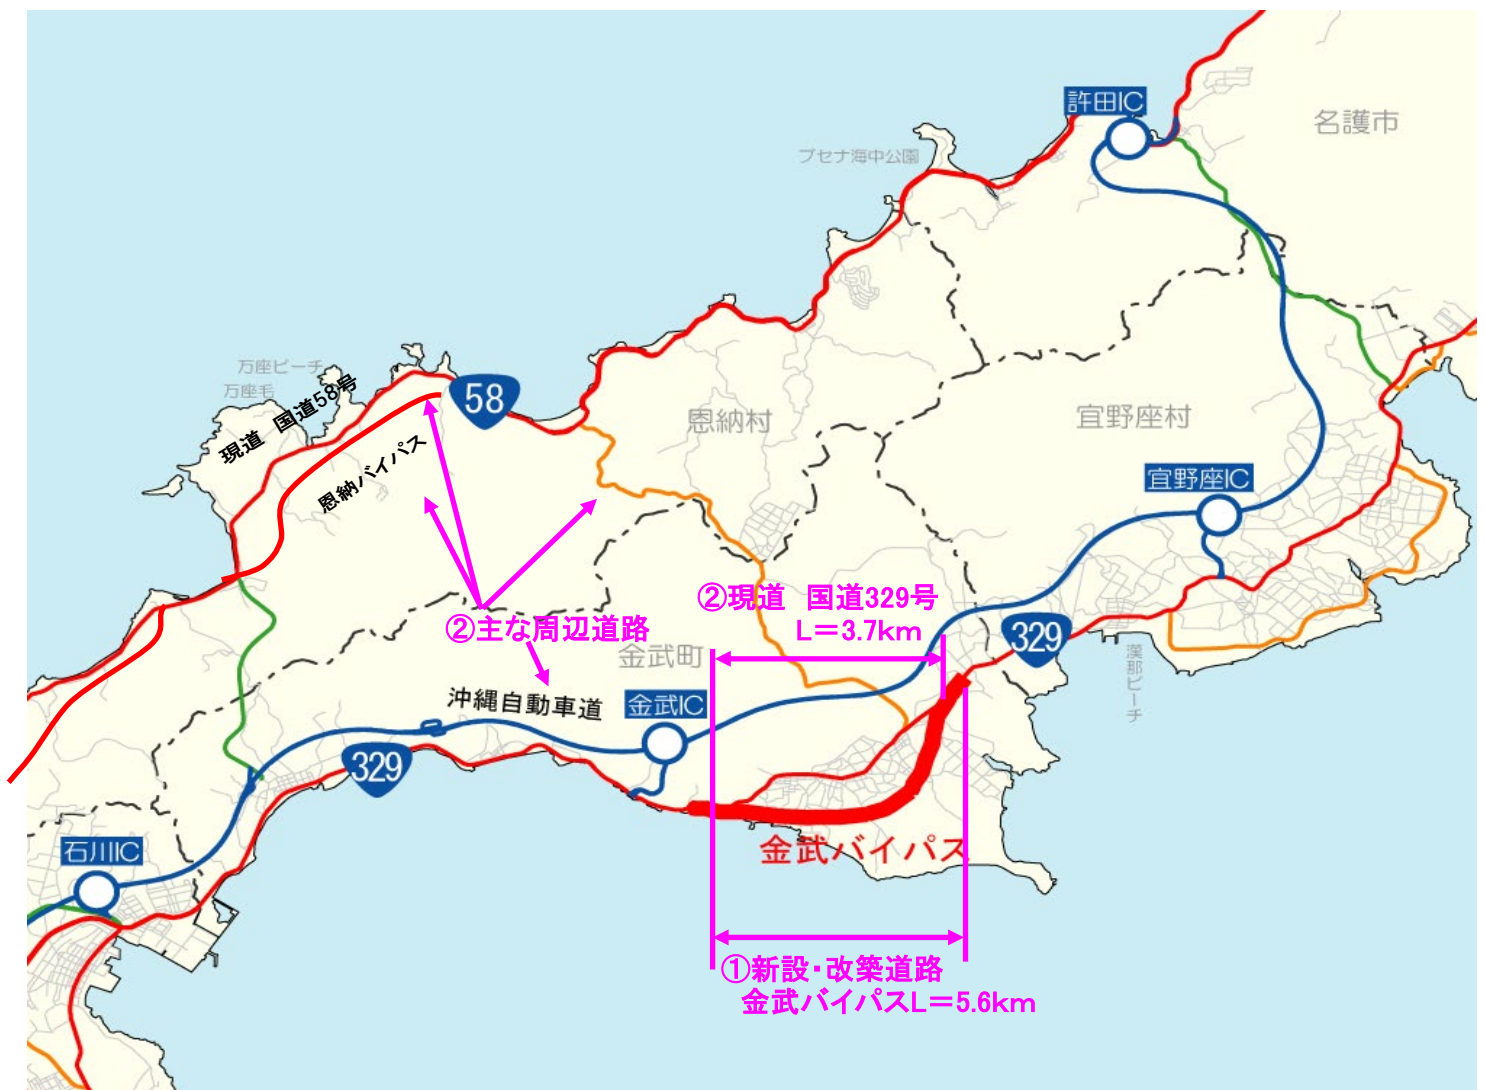 許田IC
名護市
ブセナ海中公園
万座ビーチ
万座毛
現道 国道58号
58
恩納村
宜野座村
恩納バイパス
宜野座IC
②現道 国道329号
L=3.7km
②主な周辺道路
329
金武町
漢那ビーチ
沖縄自動車道
金武IC
329
石川IC
金武バイパス
①新設・改築道路
金武バイパスL=5.6km